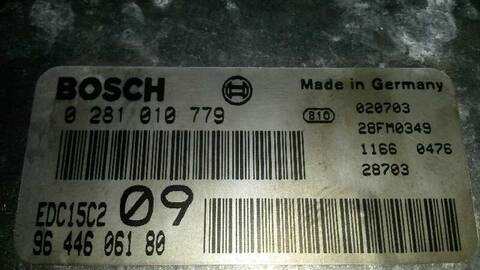 BOSCH
Made in Germany
0 281 010 779
810
020703
28FM0349
1166 0476
28703
EDC15C2 09
96 446 061 80